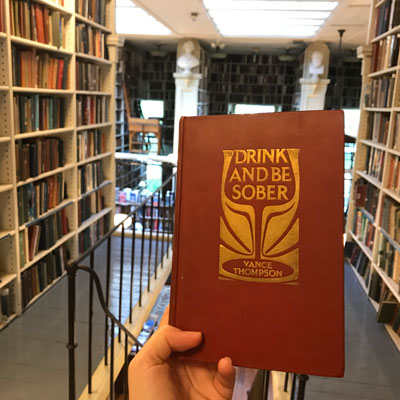 DRINK
AND BE
SOBER
VANCE
THOMPSON